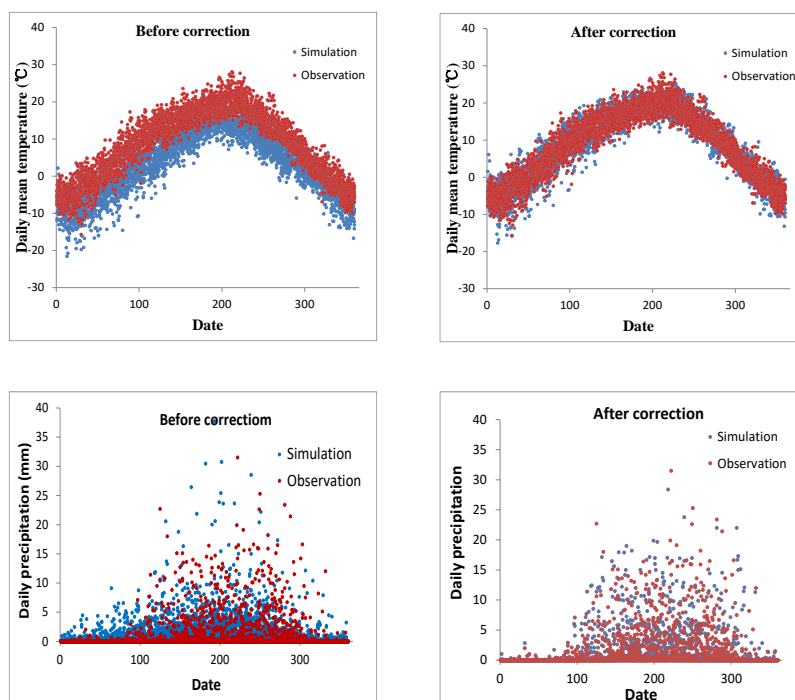 Before correction
Simulation
Observation
Daily mean temperature (℃)
40
30
20
10
0
-10
-20
-30
0 100 200 300
Date
After correction
Simulation
Observation
Daily mean temperature (℃)
40
30
20
10
0
-10
-20
-30
0 100 200 300
Date
Before correctiom
Simulation
Observation
Daily precipitation (mm)
40
35
30
25
20
15
10
5
0
0 100 200 300
Date
After correction
Simulation
Observation
Daily precipitation
40
35
30
25
20
15
10
5
0
0 100 200 300
Date